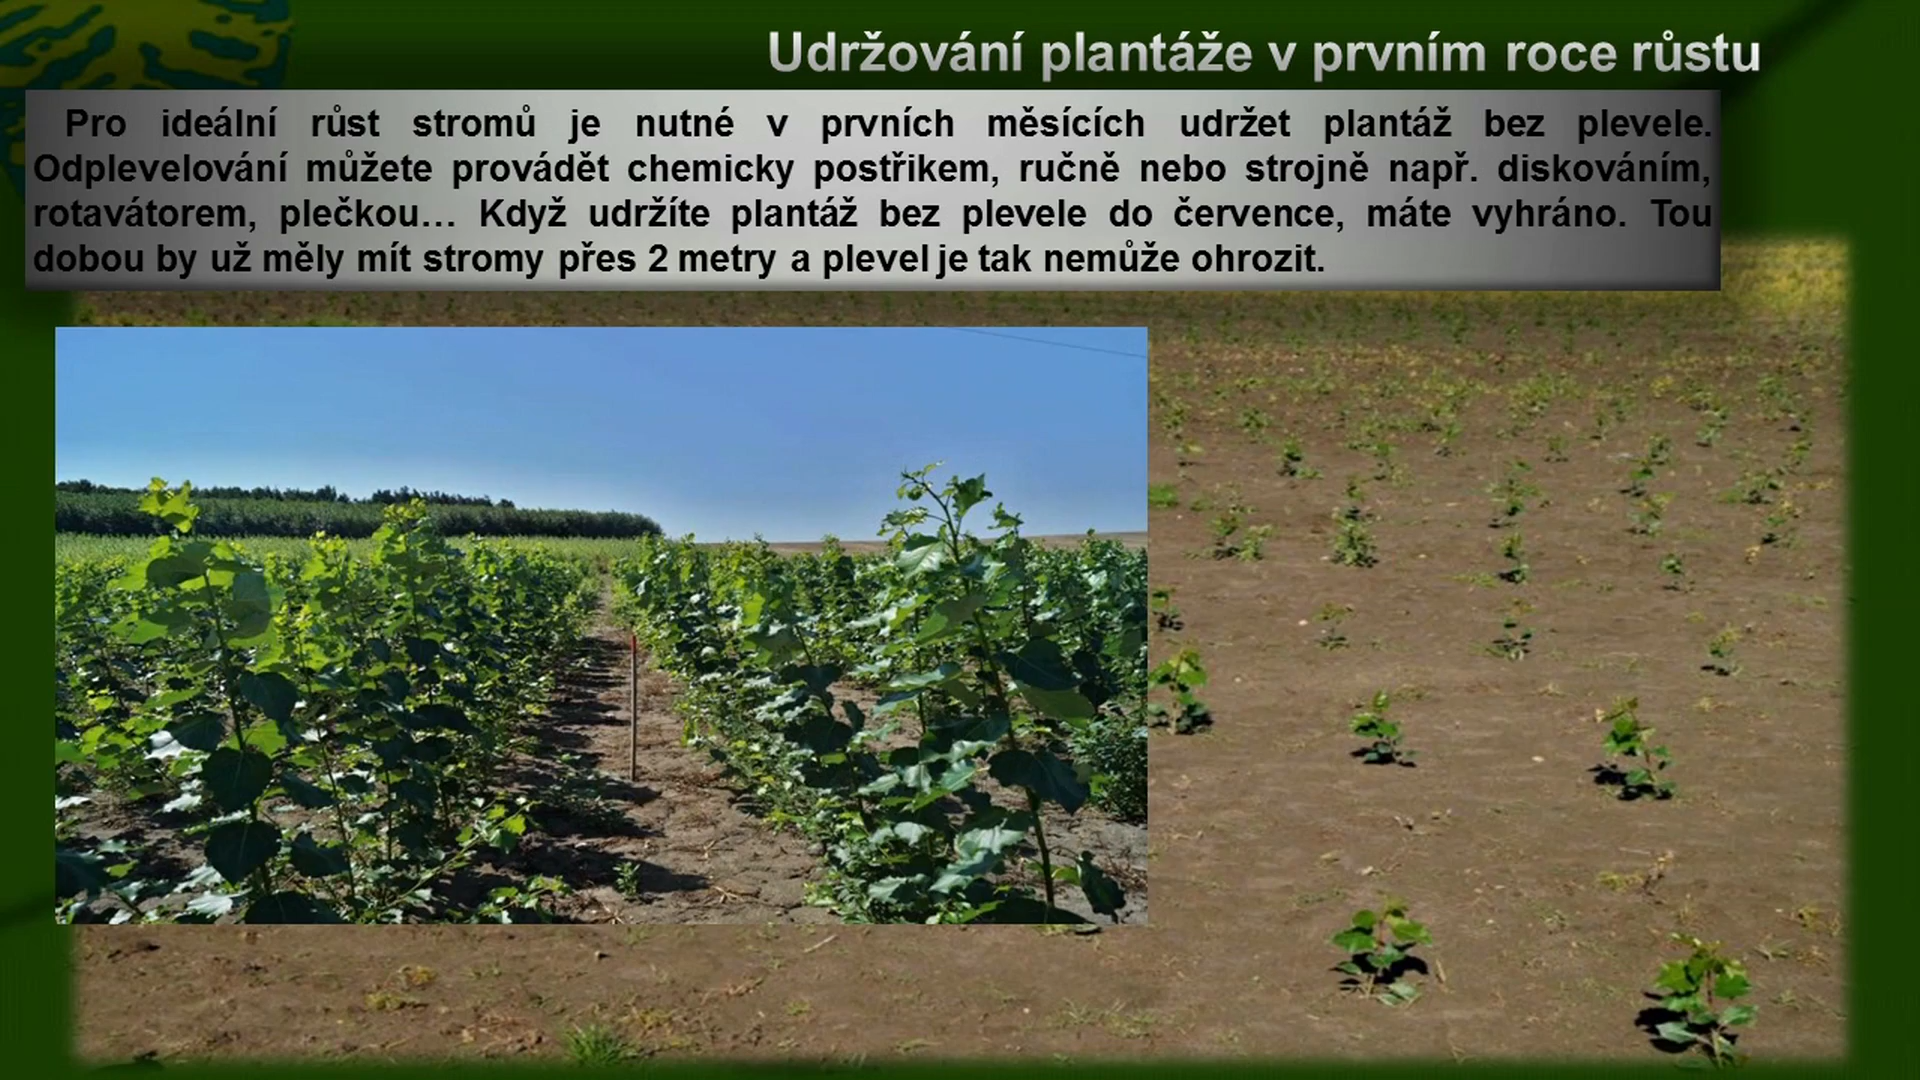 Udržování plantáže v prvním roce růstu
Pro ideální růst stromů je nutné v prvních měsících udržet plantáž bez plevele.
Odplevelování můžete provádět chemicky postřikem, ručně nebo strojně např. diskováním,
rotavátorem, plečkou… Když udržíte plantáž bez plevele do července, máte vyhráno. Tou
dobou by už měly mít stromy přes 2 metry a plevel je tak nemůže ohrozit.